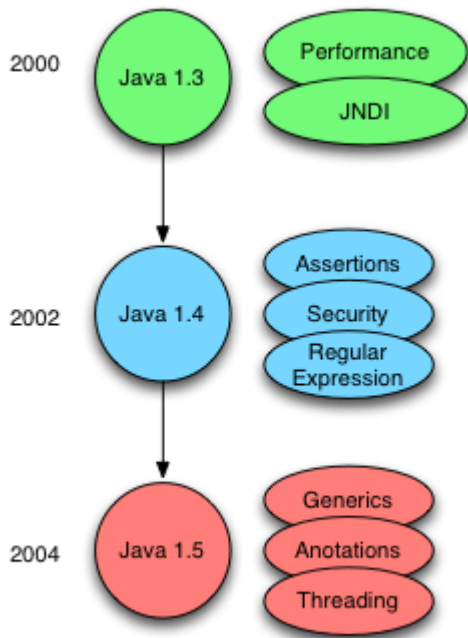 2000
Java 1.3
Performance
JNDI
2002
Java 1.4
Assertions
Security
Regular
Expression
2004
Java 1.5
Generics
Anotations
Threading